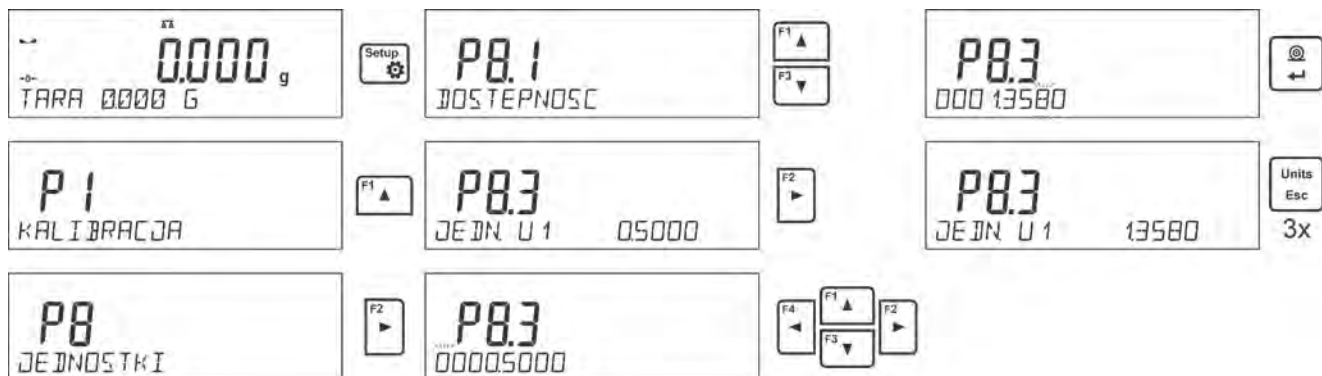 0.000 g
TARA 0.000 G
Setup
P1
KALIBRACJA
F1
P8
JEDNOSTKI
F2
P8.1
DOSTEPNOSC
F1
F3
P8.3
JEDN. U1 0.5000
F2
P8.3
0000.5000
F1
F4 F2
F3
P8.3
0001.3580
P8.3
JEDN. U1 1.3580
Units
Esc
3x